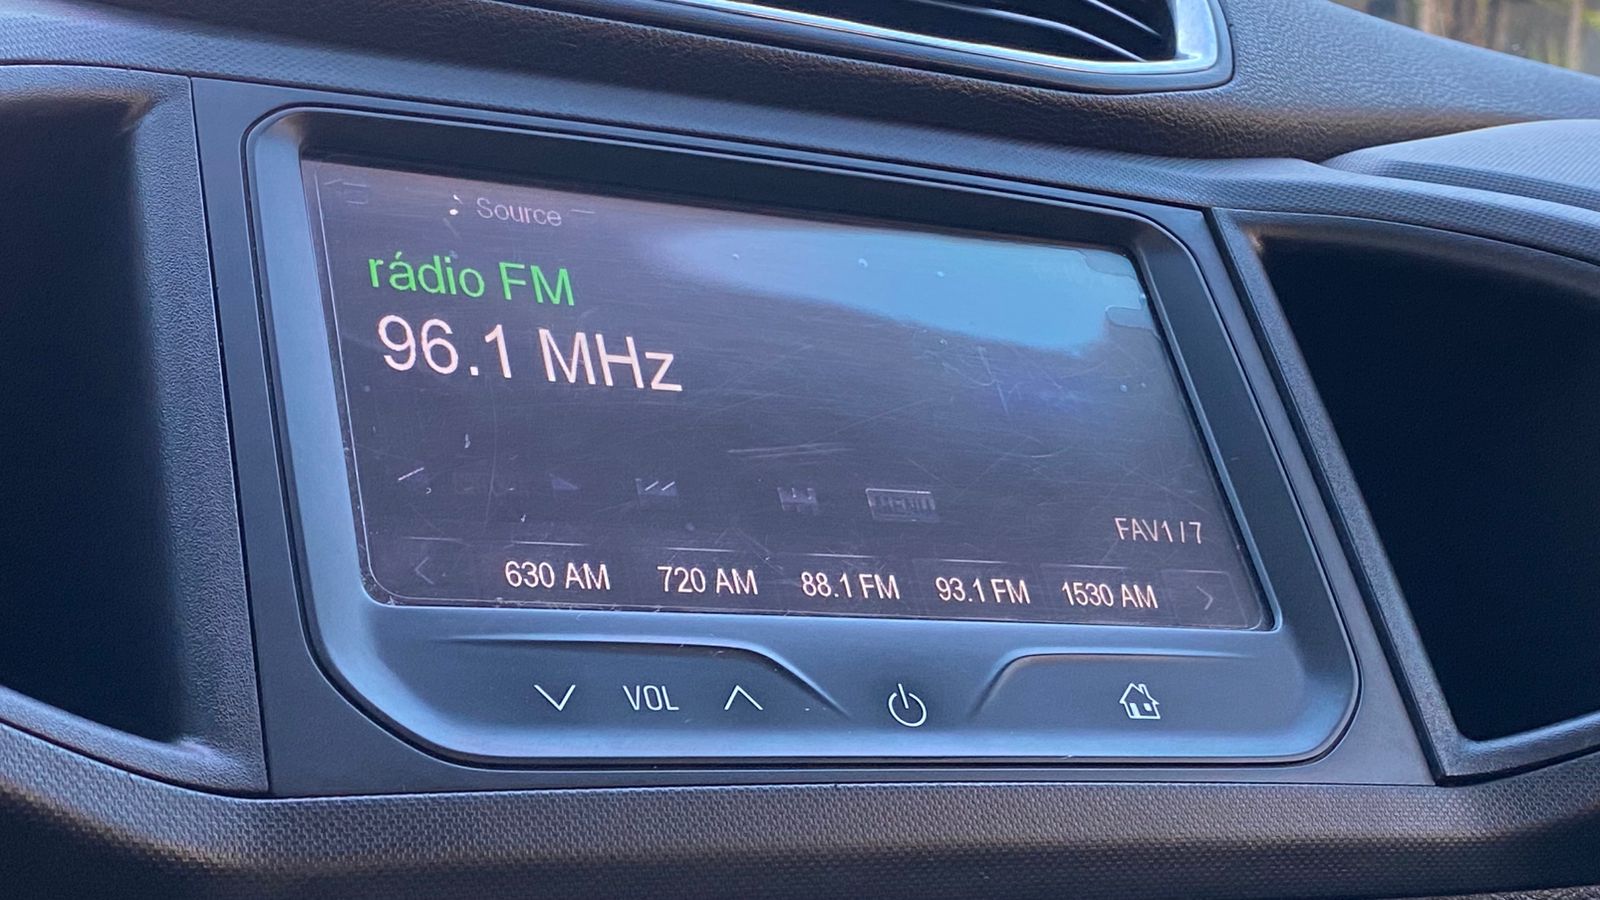 Source
rádio FM
96.1 MHz
FAV1/7
630 AM 720 AM 88.1 FM 93.1 FM 1530 AM
VOL